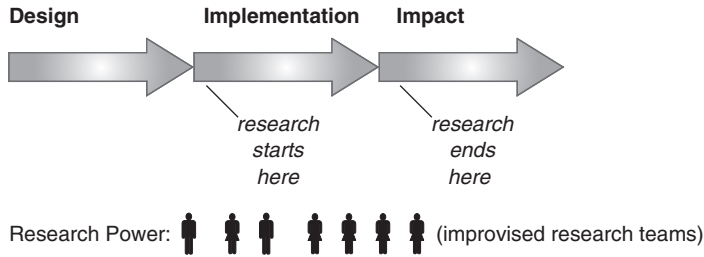 Design Implementation Impact
research
starts
here
research
ends
here
Research Power: (improvised research teams)